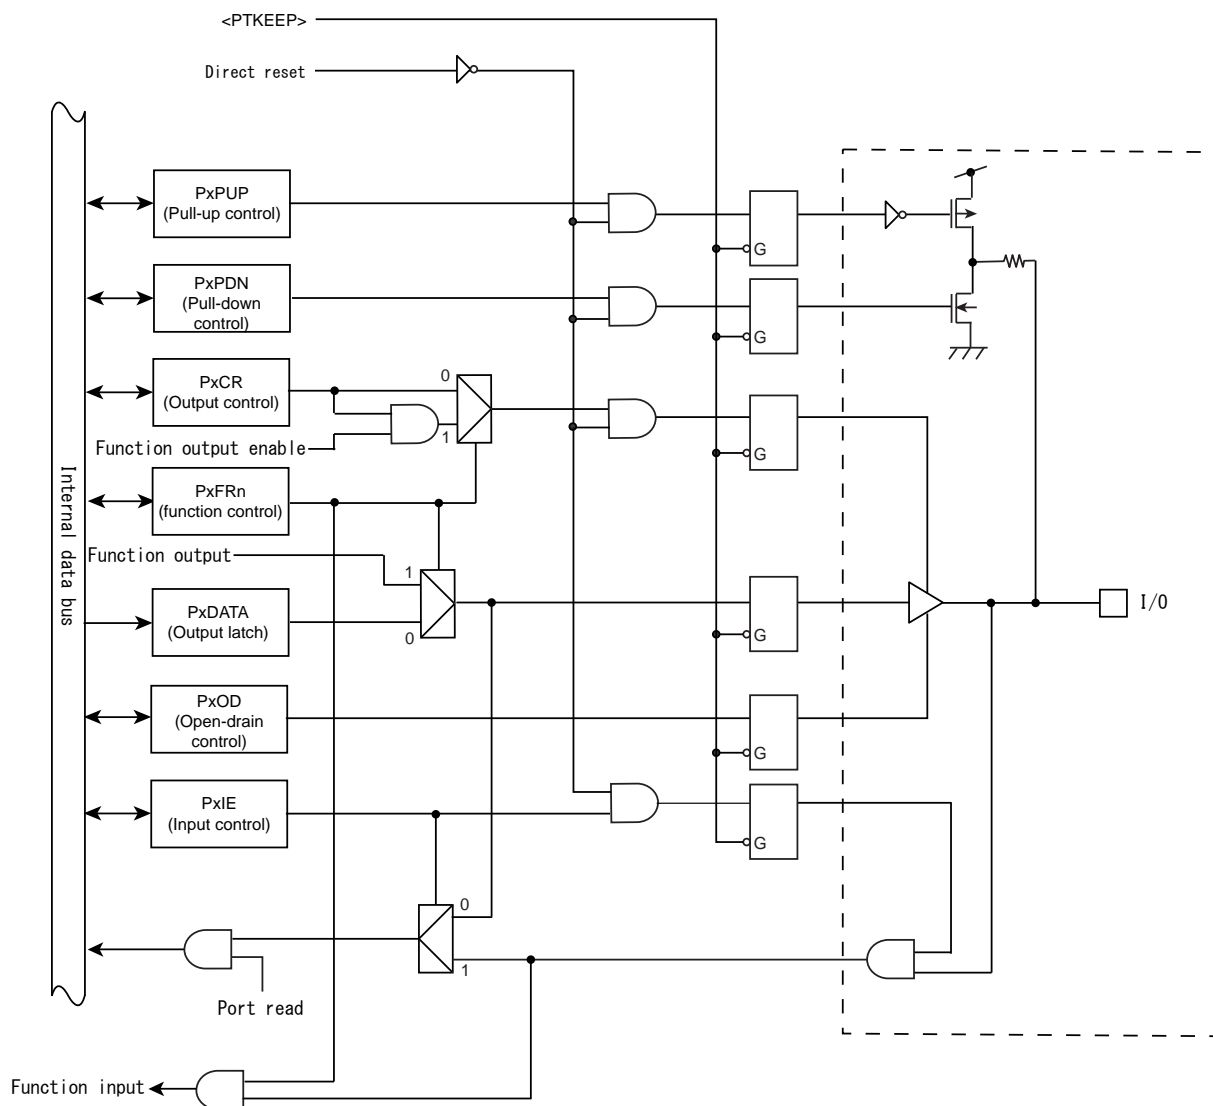 <PTKEEP>
Direct reset
PxPUP
(Pull-up control)
G
PxPDN
(Pull-down
control)
G
PxCR
(Output control)
0
1
Function output enable
G
PxFRn
(function control)
Internal data bus
Function output
1
PxDATA
(Output latch)
0
G
I/O
PxOD
(Open-drain
control)
G
PxIE
(Input control)
G
0
1
Port read
Function input